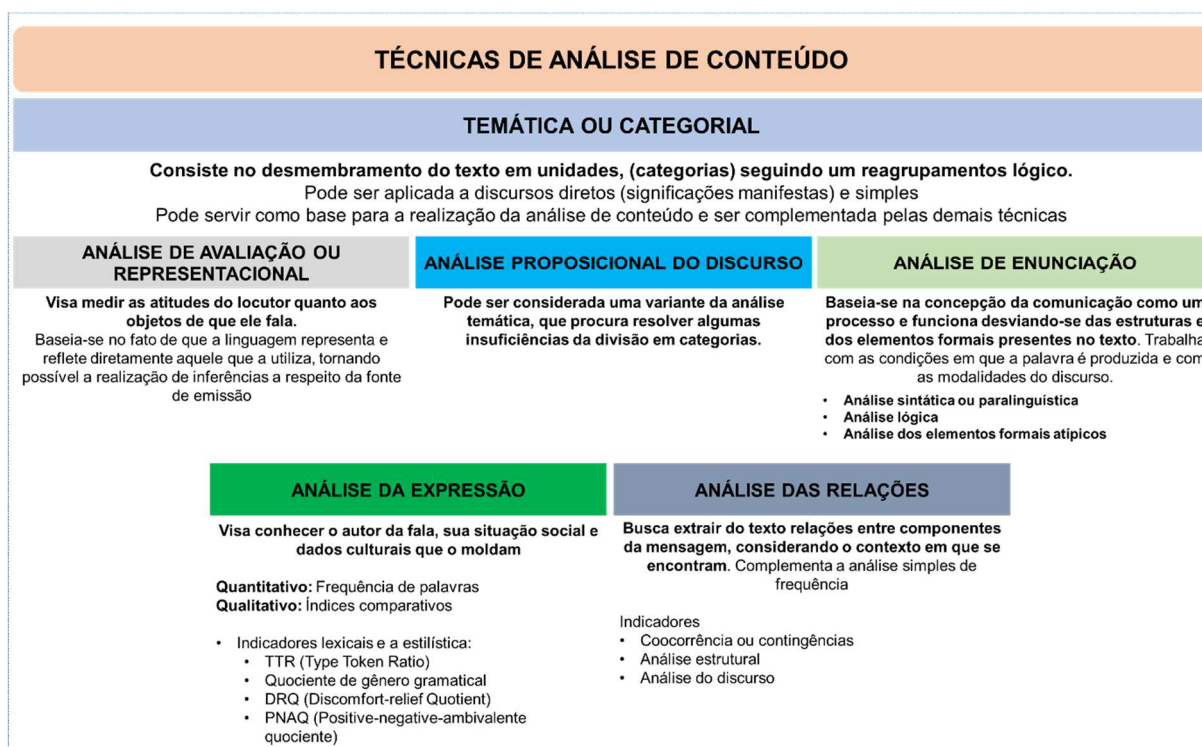 TÉCNICAS DE ANÁLISE DE CONTEÚDO
TEMÁTICA OU CATEGORIAL
Consiste no desmembramento do texto em unidades, (categorias) seguindo um reagrupamentos lógico.
Pode ser aplicada a discursos diretos (significações manifestas) e simples
Pode servir como base para a realização da análise de conteúdo e ser complementada pelas demais técnicas
ANÁLISE DE AVALIAÇÃO OU
REPRESENTACIONAL
Visa medir as atitudes do locutor quanto aos
objetos de que ele fala.
Baseia-se no fato de que a linguagem representa e
reflete diretamente aquele que a utiliza, tornando
possível a realização de inferências a respeito da fonte
de emissão
ANÁLISE PROPOSICIONAL DO DISCURSO
Pode ser considerada uma variante da análise
temática, que procura resolver algumas
insuficiências da divisão em categorias.
ANÁLISE DE ENUNCIAÇÃO
Baseia-se na concepção da comunicação como um
processo e funciona desviando-se das estruturas e
dos elementos formais presentes no texto. Trabalha
com as condições em que a palavra é produzida e com
as modalidades do discurso.
• Análise sintática ou paralinguística
• Análise lógica
• Análise dos elementos formais atípicos
ANÁLISE DA EXPRESSÃO
Visa conhecer o autor da fala, sua situação social e
dados culturais que o moldam
Quantitativo: Frequência de palavras
Qualitativo: Índices comparativos
• Indicadores lexicais e a estilística:
• TTR (Type Token Ratio)
• Quociente de gênero gramatical
• DRQ (Discomfort-relief Quotient)
• PNAQ (Positive-negative-ambivalente
quociente)
ANÁLISE DAS RELAÇÕES
Busca extrair do texto relações entre componentes
da mensagem, considerando o contexto em que se
encontram. Complementa a análise simples de
frequência
Indicadores
• Coocorrência ou contingências
• Análise estrutural
• Análise do discurso